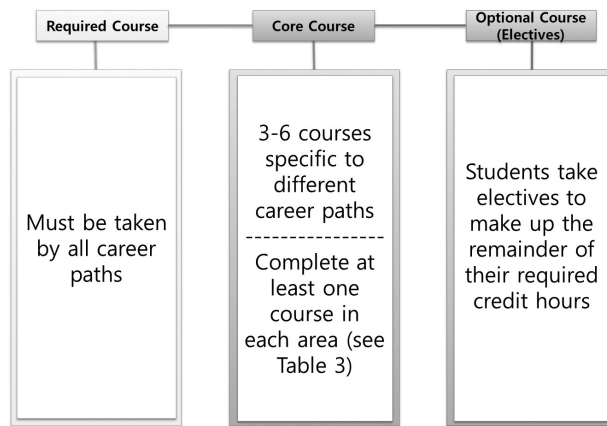 Required Course
Core Course
Optional Course
(Electives)
Must be taken
by all career
paths
3-6 courses
specific to
different
career paths
----------------
Complete at
least one
course in
each area (see
Table 3)
Students take
electives to
make up the
remainder of
their required
credit hours